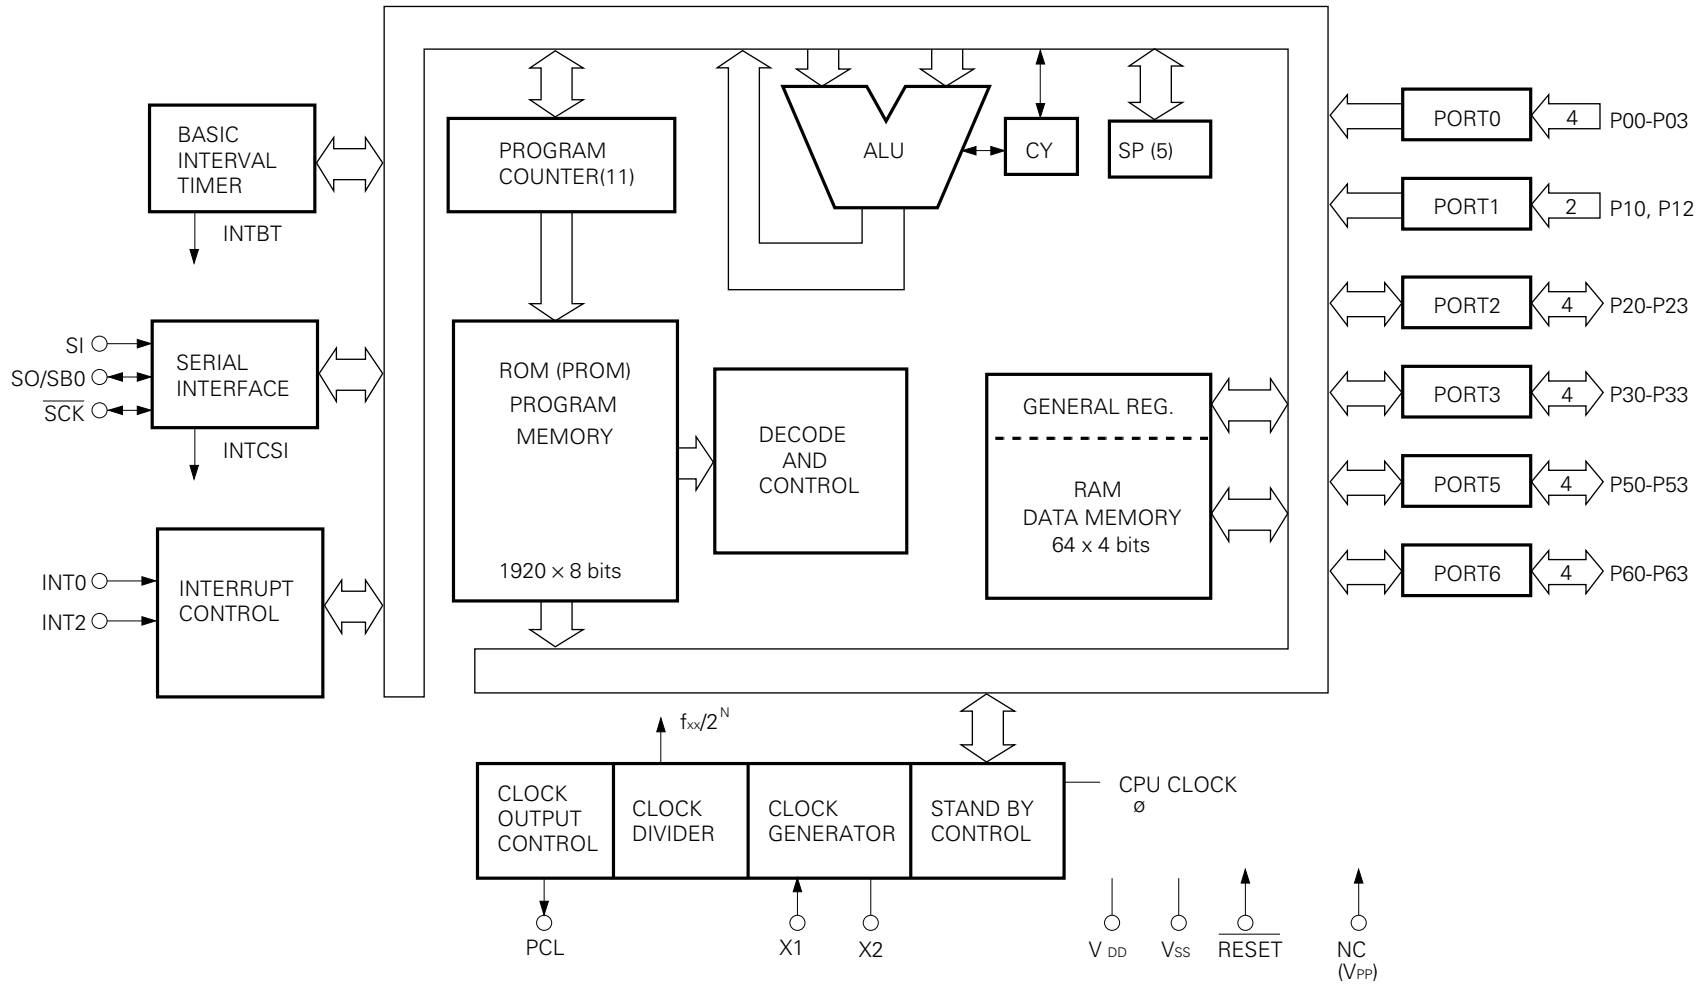 BASIC
INTERVAL
TIMER
INTBT
SI
SO/SB0
SCK
SERIAL
INTERFACE
INTCSI
INT0
INT2
INTERRUPT
CONTROL
PROGRAM
COUNTER(11)
ALU
CY
SP (5)
ROM (PROM)
PROGRAM
MEMORY
1920 × 8 bits
DECODE
AND
CONTROL
GENERAL REG.
RAM
DATA MEMORY
64 x 4 bits
PORT0
4
P00-P03
PORT1
2
P10, P12
PORT2
4
P20-P23
PORT3
4
P30-P33
PORT5
4
P50-P53
PORT6
4
P60-P63
fxx/2^N
CLOCK
OUTPUT
CONTROL
CLOCK
DIVIDER
CLOCK
GENERATOR
STAND BY
CONTROL
CPU CLOCK
ø
PCL
X1
X2
V DD
VSS
RESET
NC
(VPP)